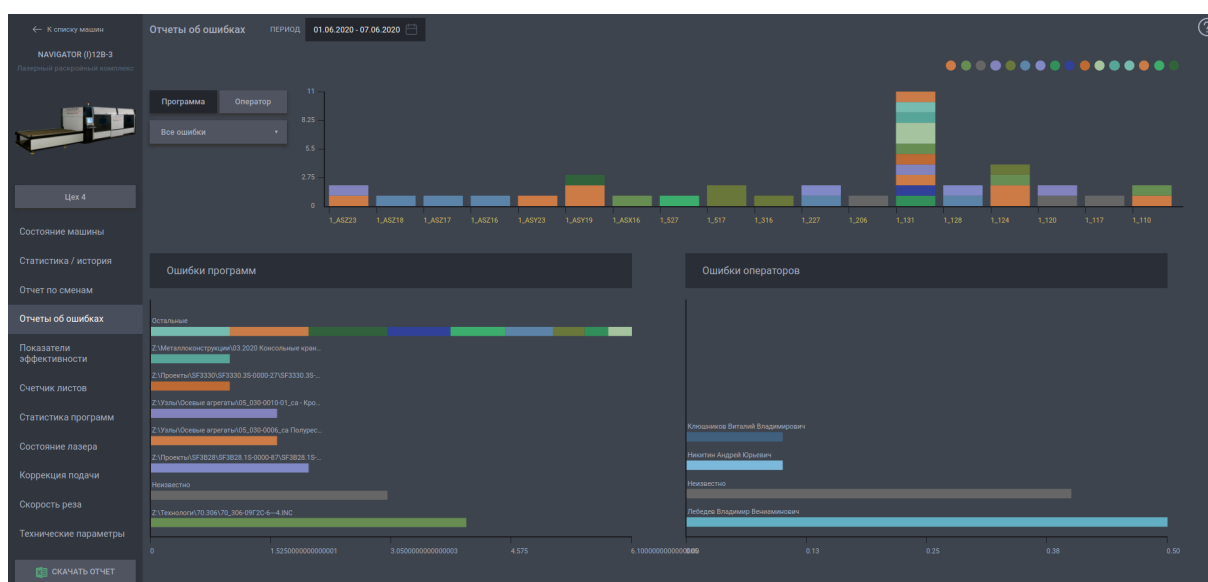 ← К списку машин
Отчеты об ошибках
ПЕРИОД
01.06.2020 - 07.06.2020
?
NAVIGATOR (I)12B-3
Лазерный раскройный комплекс
Программа
Оператор
Все ошибки
11
8.25
5.5
2.75
0
1_ASZ23 1_ASZ18 1_ASZ17 1_ASZ16 1_ASY23 1_ASY19 1_ASX16 1_527 1_517 1_316 1_227 1_206 1_131 1_128 1_124 1_120 1_117 1_110
Цех 4
Состояние машины
Статистика / история
Отчет по сменам
Отчеты об ошибках
Показатели
эффективности
Счетчик листов
Статистика программ
Состояние лазера
Коррекция подачи
Скорость реза
Технические параметры
СКАЧАТЬ ОТЧЕТ
Ошибки программ
Остальные
Z:\Металлоконструкции\03.2020 Консольные кран...
Z:\Проекты\SF3330\SF3330.3S-0000-27\SF3330.3S-...
Z:\Узлы\Осевые агрегаты\05_030-0010-01_ca - Кро...
Z:\Узлы\Осевые агрегаты\05_030-0006_ca Полурес...
Z:\Проекты\SF3B28\SF3B28.1S-0000-87\SF3B28.1S-...
Неизвестно
Z:\Технологи\70.306\70_306-09Г2С-6--4.INC
0 1.5250000000000001 3.0500000000000003 4.575
Ошибки операторов
Клюшников Виталий Владимирович
Никитин Андрей Юрьевич
Неизвестно
Лебедев Владимир Вениаминович
0.13 0.25 0.38 0.50